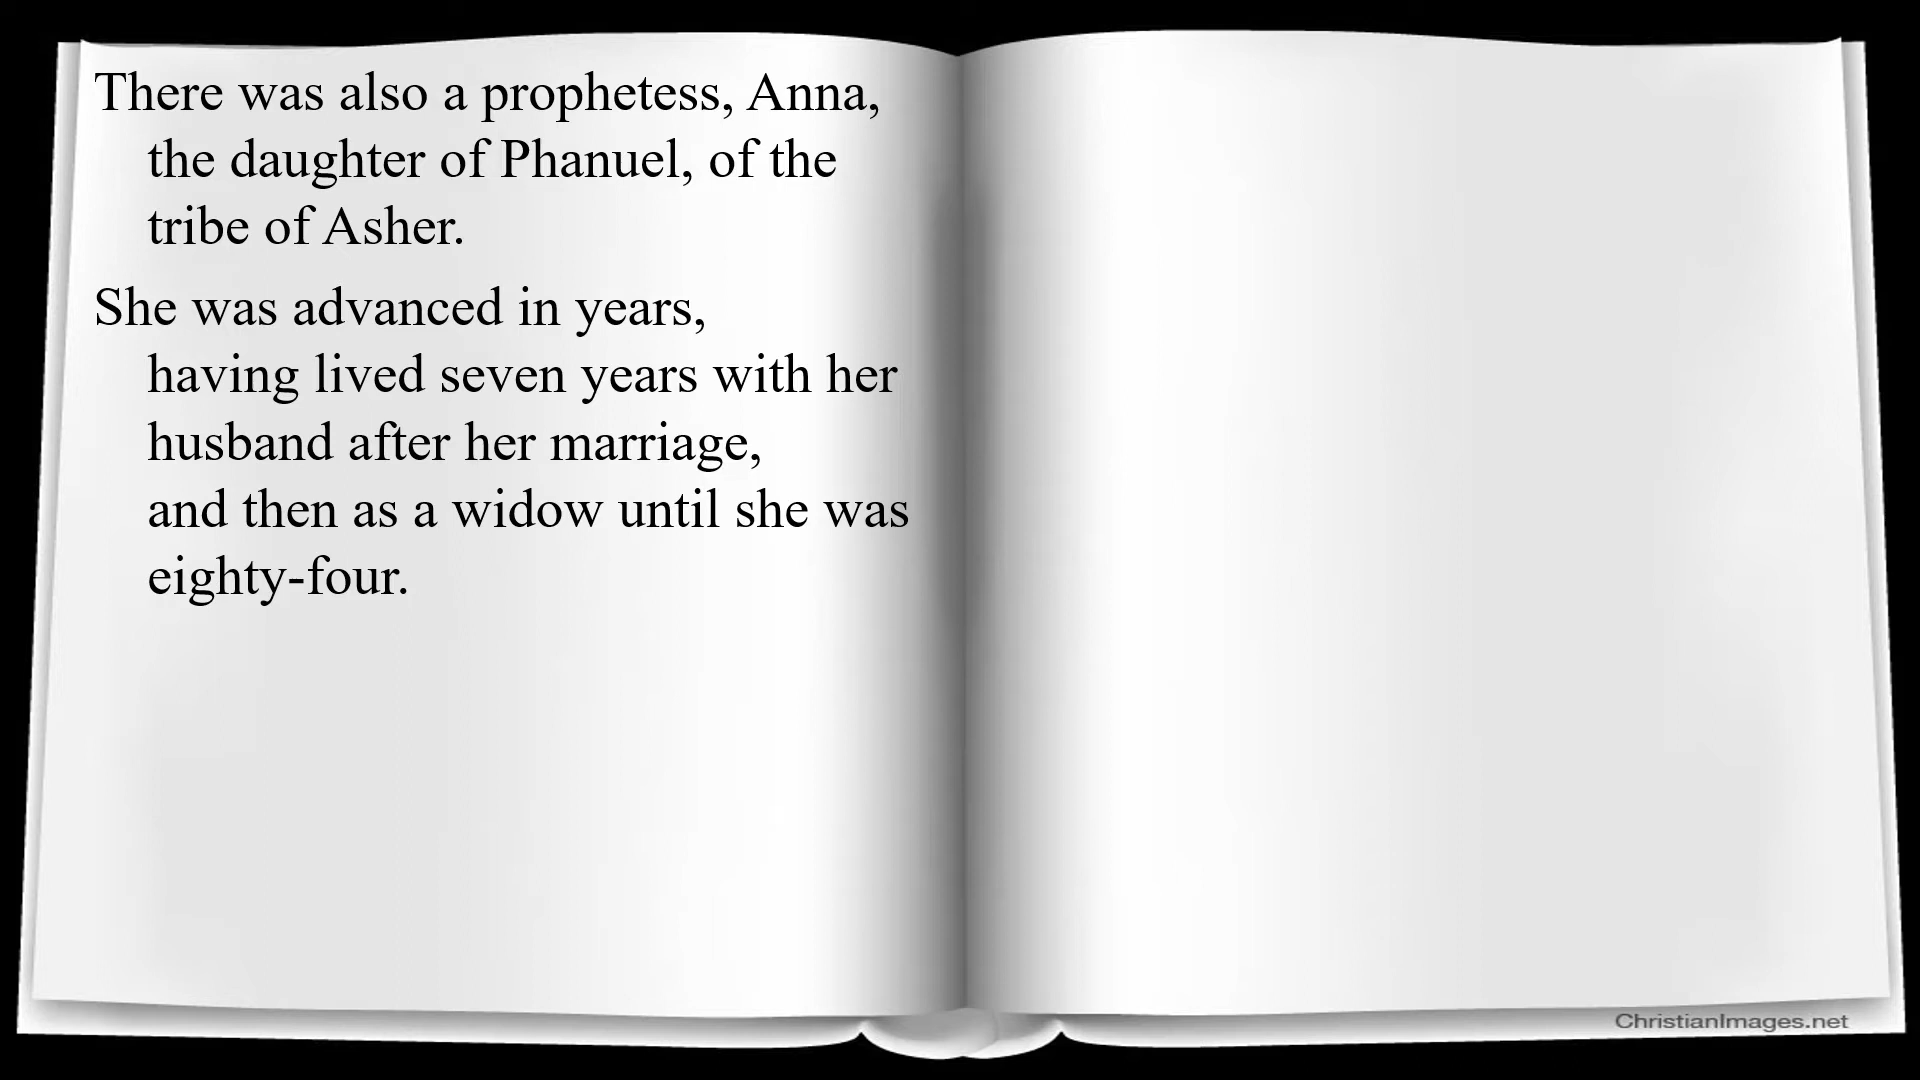 There was also a prophetess, Anna,
the daughter of Phanuel, of the
tribe of Asher.
She was advanced in years,
having lived seven years with her
husband after her marriage,
and then as a widow until she was
eighty-four.
ChristianImages.net